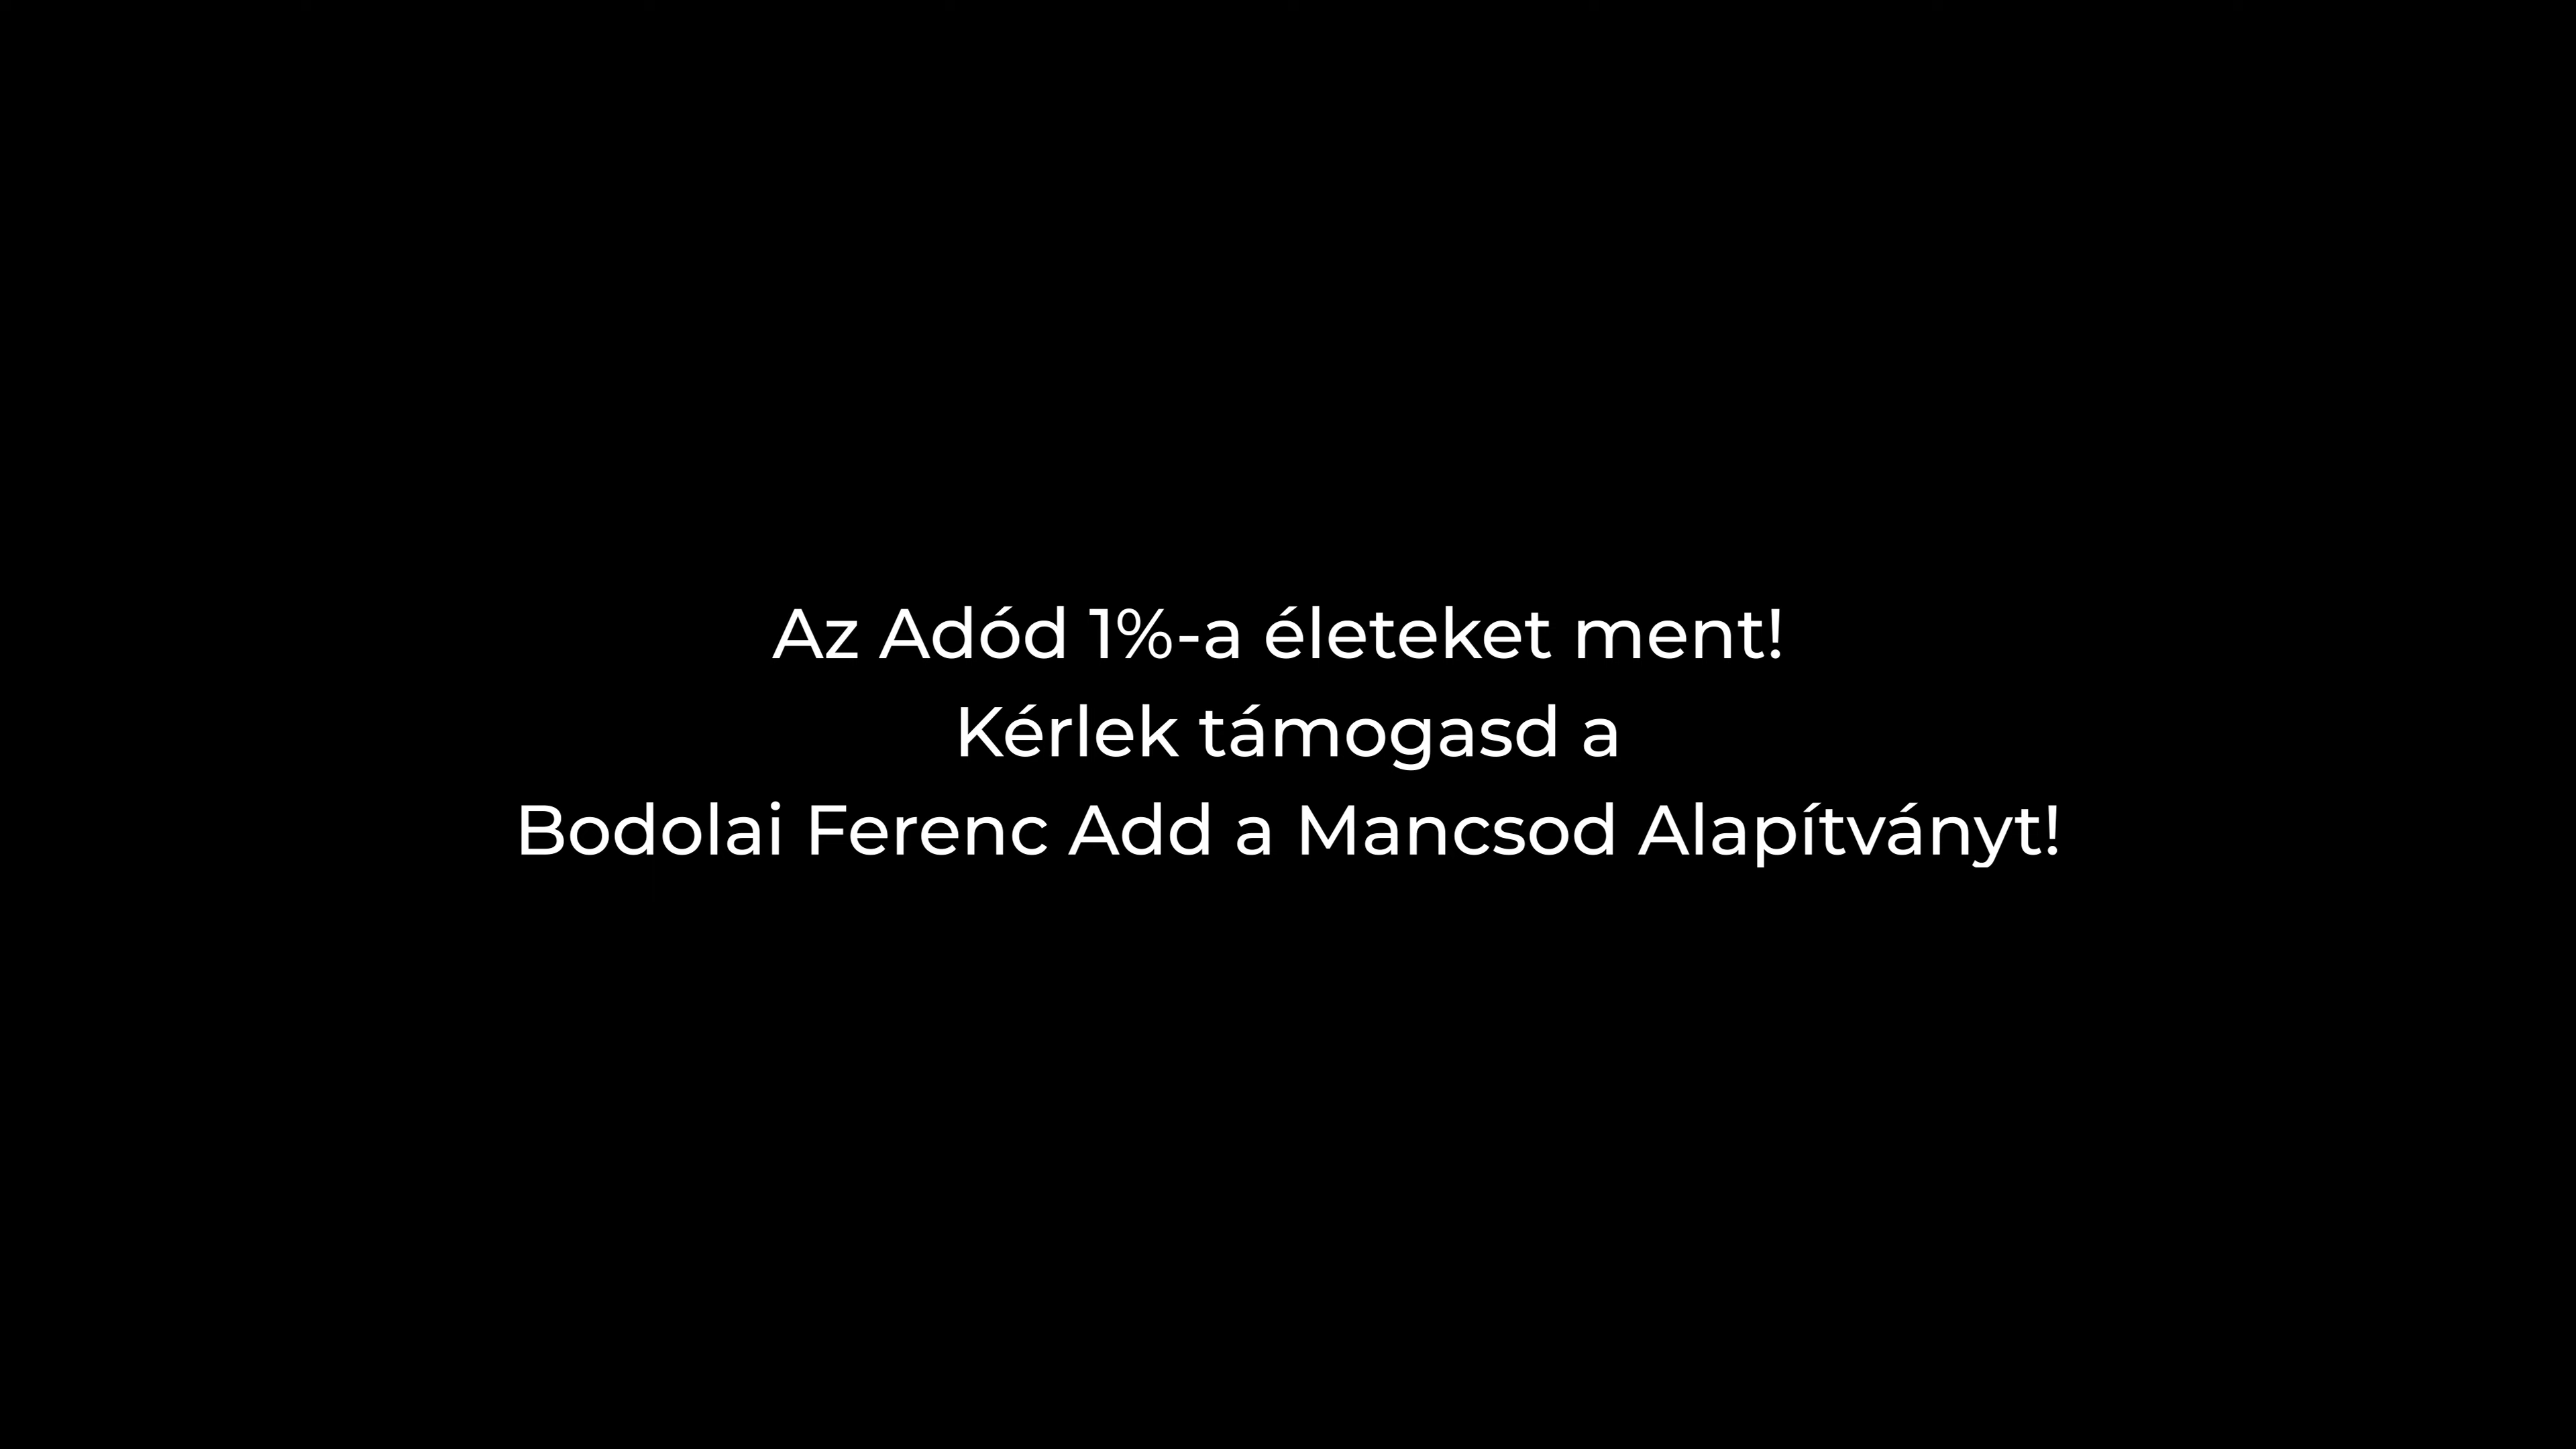 Az Adód 1%-a életeket ment!
Kérlek támogasd a
Bodolai Ferenc Add a Mancsod Alapítványt!